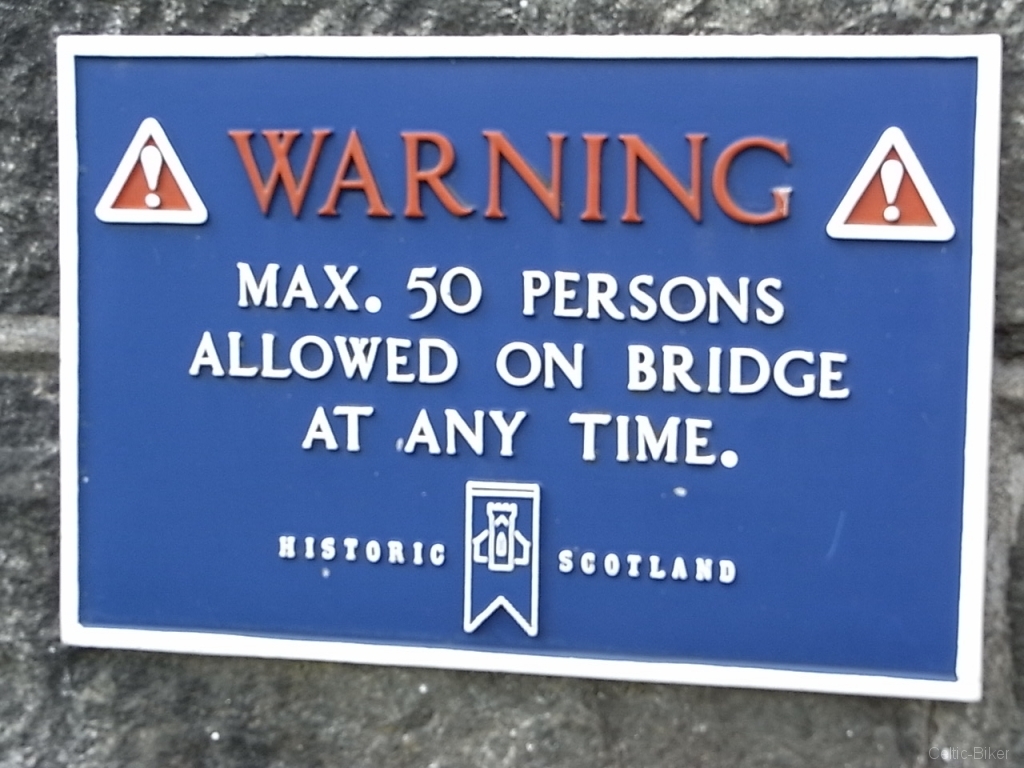 WARNING
MAX. 50 PERSONS
ALLOWED ON BRIDGE
AT ANY TIME.
HISTORIC SCOTLAND
Celtic-Biker